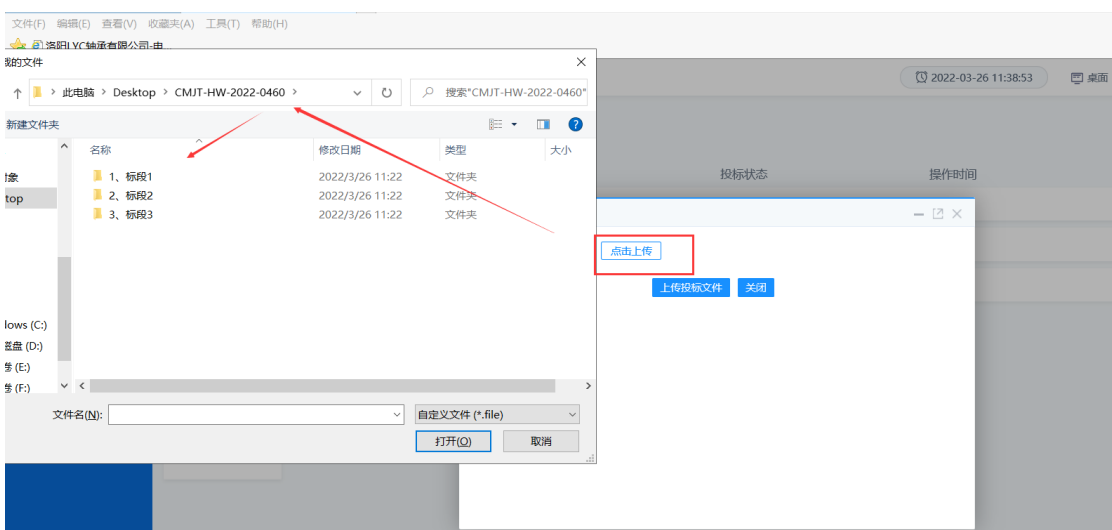 文件(F) 编辑(E) 查看(V) 收藏夹(A) 工具(T) 帮助(H)
洛阳LYC轴承有限公司-电...
我的文件
此电脑 > Desktop > CMJT-HW-2022-0460 >
搜索"CMJT-HW-2022-0460"
2022-03-26 11:38:53 桌面
新建文件夹
名称 修改日期 类型 大小
1、标段1 2022/3/26 11:22 文件夹
2、标段2 2022/3/26 11:22 文件夹
3、标段3 2022/3/26 11:22 文件夹
top
投标状态 操作时间
点击上传
上传投标文件 关闭
lows (C:)
(D:)
(E:)
(F:)
文件名(N): 自定义文件 (*.file)
打开(O) 取消